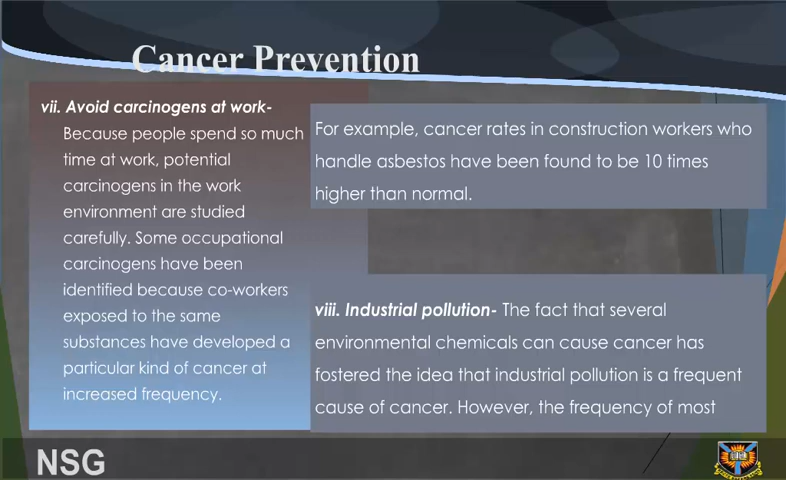 Cancer Prevention
vii. Avoid carcinogens at work-
Because people spend so much
time at work, potential
carcinogens in the work
environment are studied
carefully. Some occupational
carcinogens have been
identified because co-workers
exposed to the same
substances have developed a
particular kind of cancer at
increased frequency.
For example, cancer rates in construction workers who
handle asbestos have been found to be 10 times
higher than normal.
viii. Industrial pollution- The fact that several
environmental chemicals can cause cancer has
fostered the idea that industrial pollution is a frequent
cause of cancer. However, the frequency of most
NSG